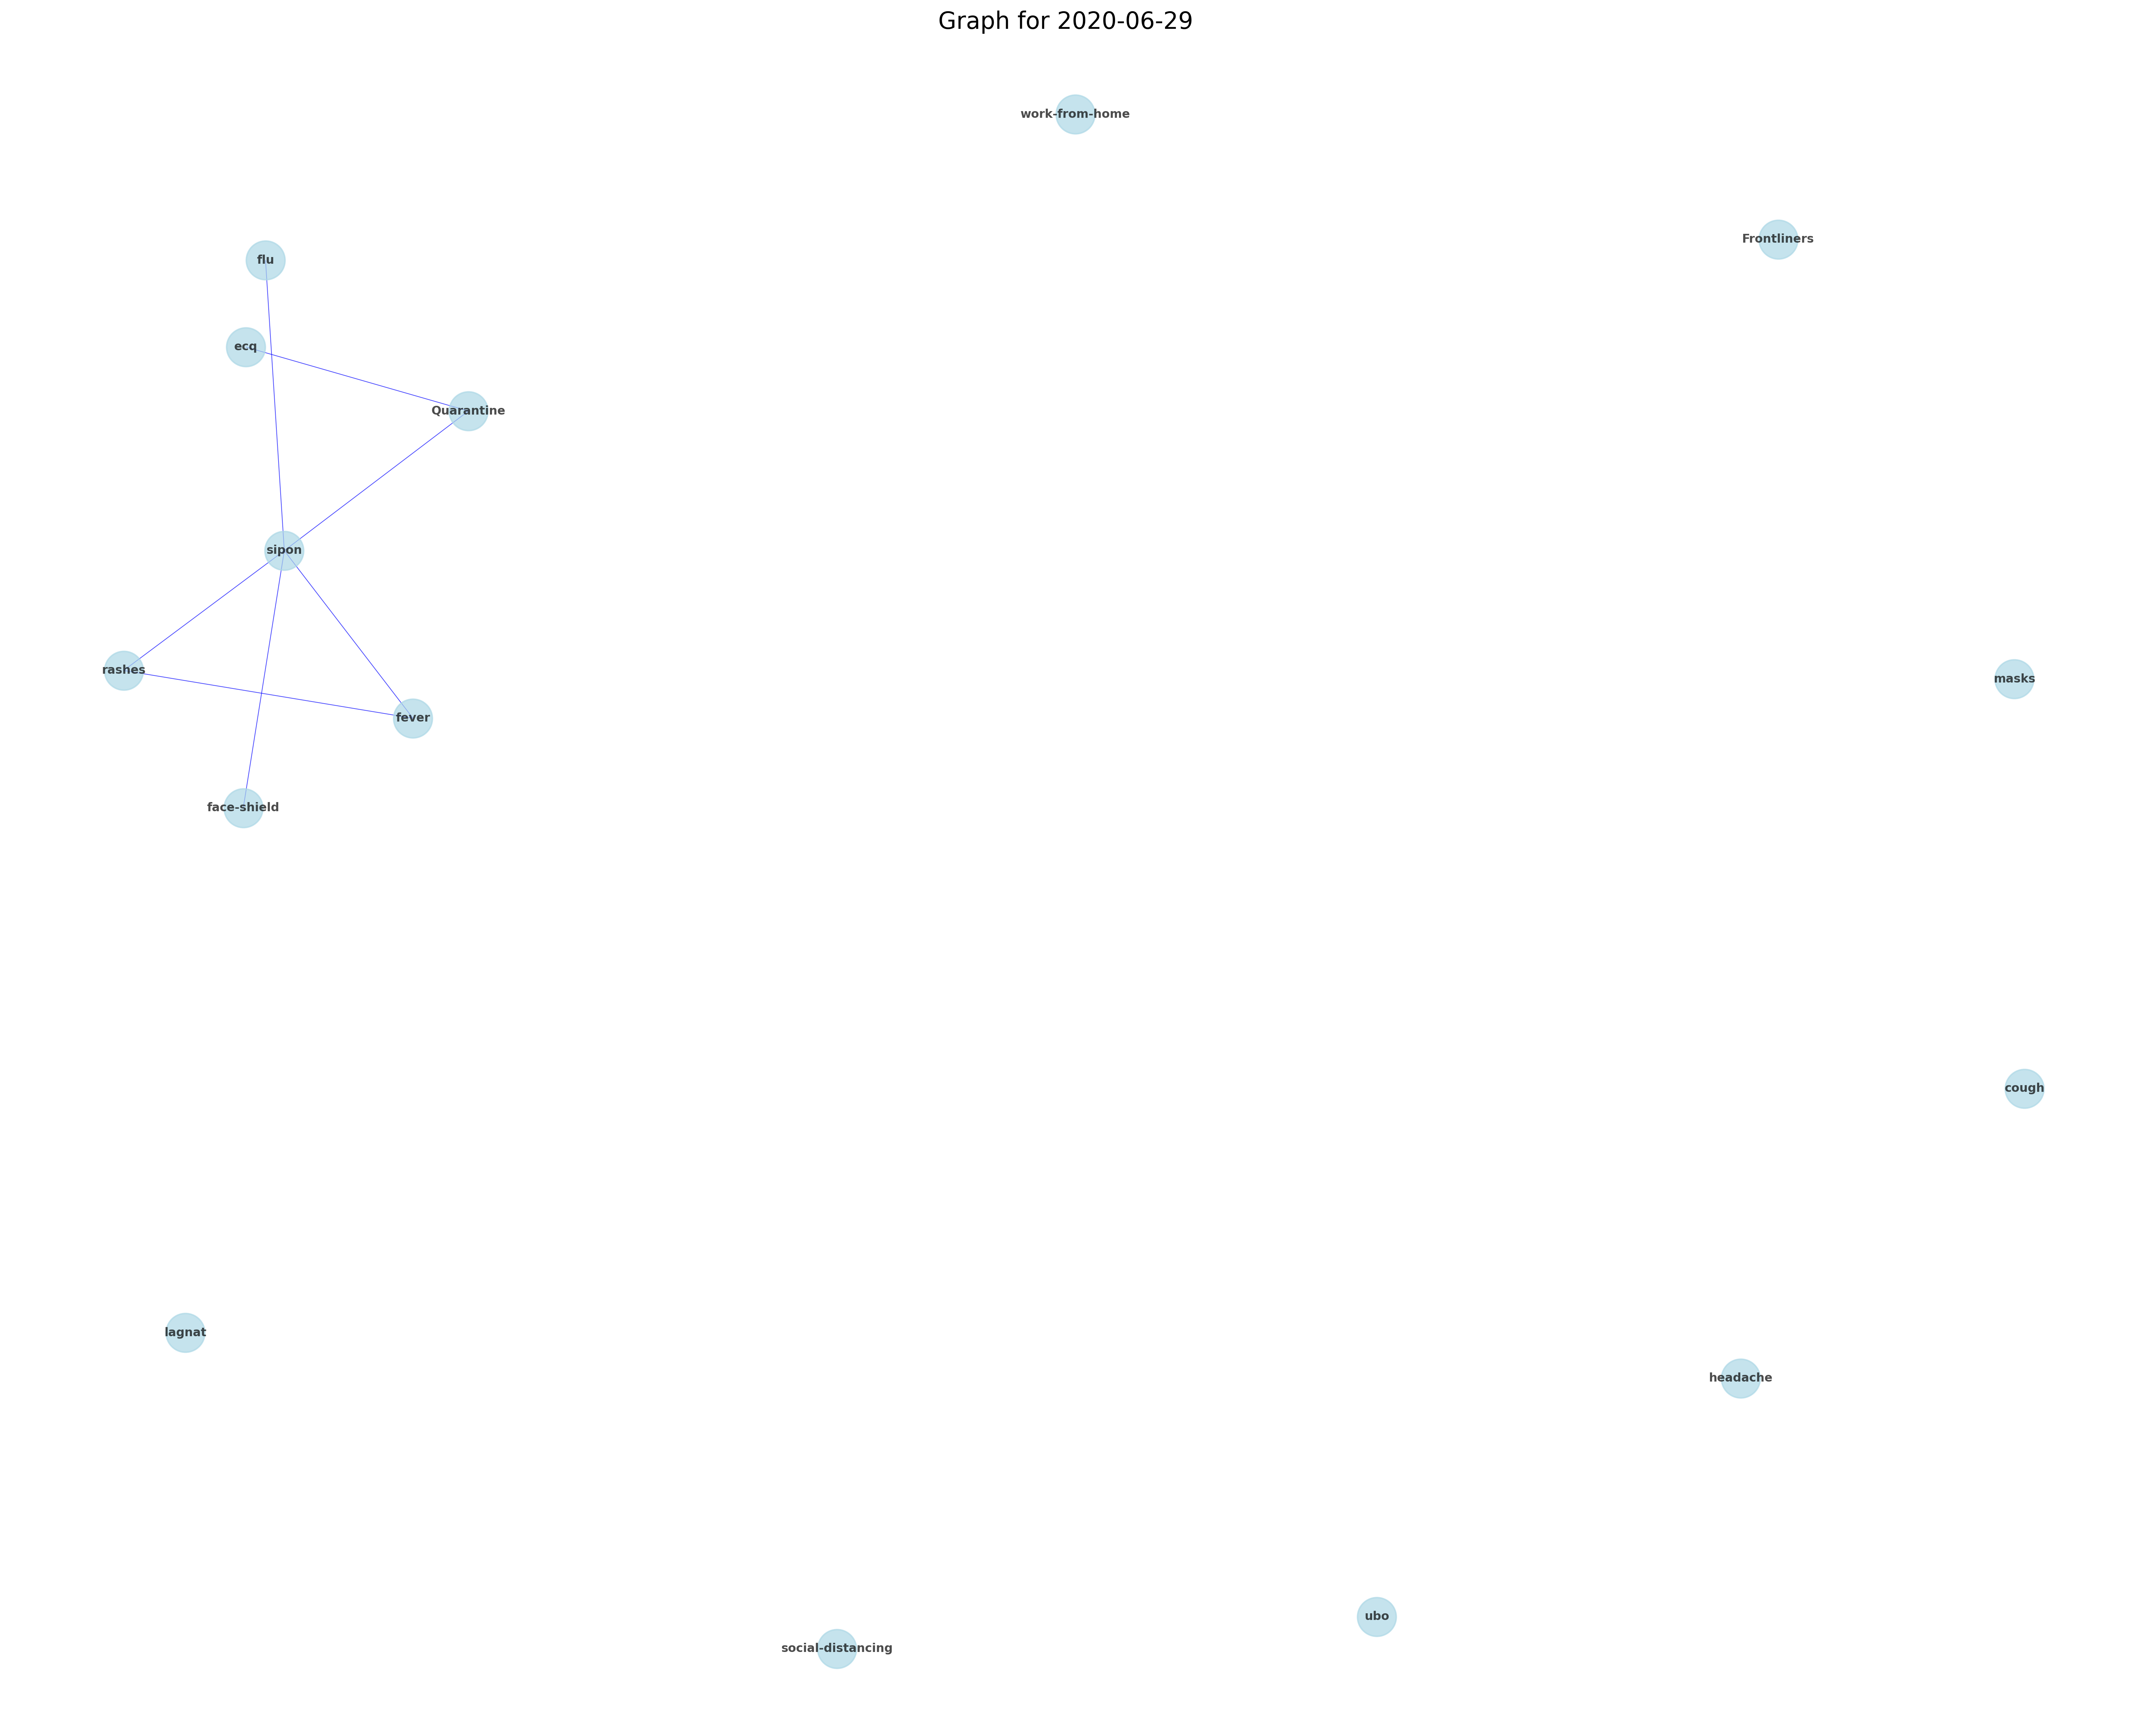 Graph for 2020-06-29
work-from-home
Frontliners
flu
ecq
Quarantine
sipon
rashes
masks
fever
face-shield
cough
lagnat
headache
ubo
social-distancing